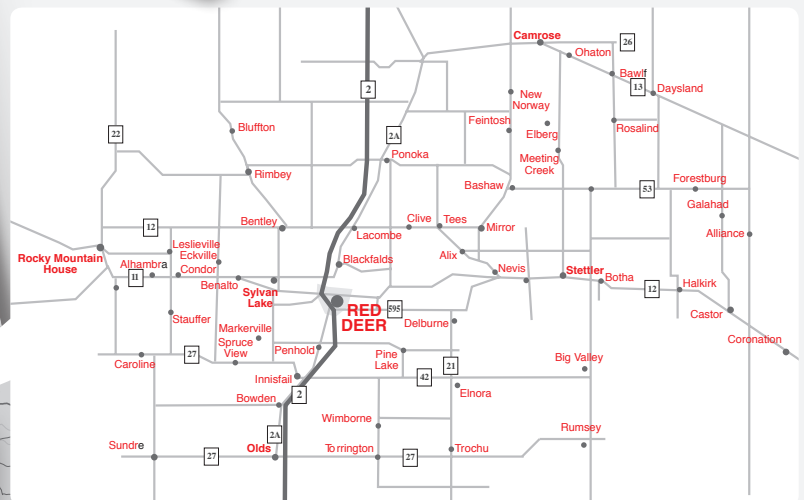 Camrose
26
Ohaton
Bawlf
13
Daysland
2
New
Norway
Feintosh
Elberg
Rosalind
22
Bluffton
2A
Ponoka
Meeting
Creek
Rimbey
Bashaw
53
Forestburg
Galahad
12
Bentley
Lacombe
Clive
Tees
Mirror
Alliance
Rocky Mountain
House
Leslieville
Eckville
Alhambra
Condor
11
Benalto
Sylvan
Lake
Blackfalds
Alix
Nevis
Stettler
Botha
12
Halkirk
Castor
Coronation
RED
DEER
595
Delburne
Stauffer
Markerville
Spruce
View
Penhold
Pine
Lake
21
Big Valley
27
Caroline
Innisfail
42
Elnora
2
Bowden
Wimborne
Rumsey
2A
Sundre
27
Olds
Torrington
27
Trochu